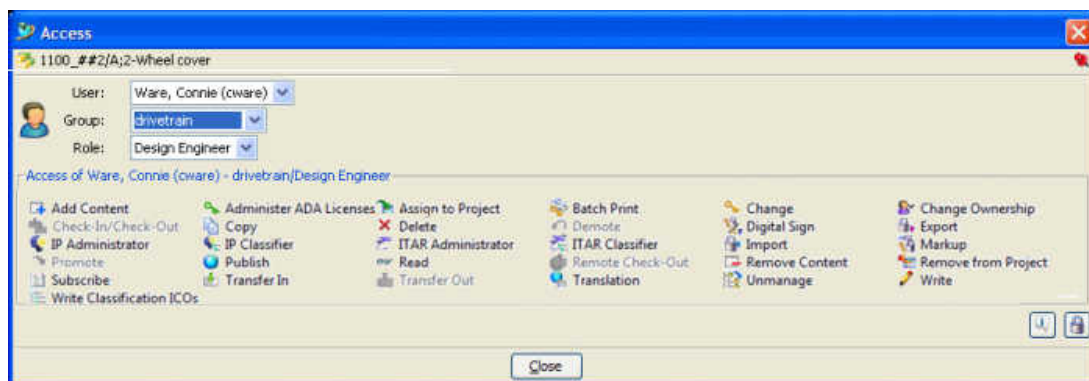 Access
1100_##2/A;2-Wheel cover
User: Ware, Connie (cware)
Group: drivetrain
Role: Design Engineer
Access of Ware, Connie (cware) - drivetrain/Design Engineer
Add Content Administer ADA Licenses Assign to Project Batch Print Change Change Ownership
Check-In/Check-Out Copy Delete Demote Digital Sign Export
IP Administrator IP Classifier ITAR Administrator ITAR Classifier Import Markup
Promote Publish Read Remote Check-Out Remove Content Remove from Project
Subscribe Transfer In Transfer Out Translation Unmanage Write
Write Classification ICOs
Close